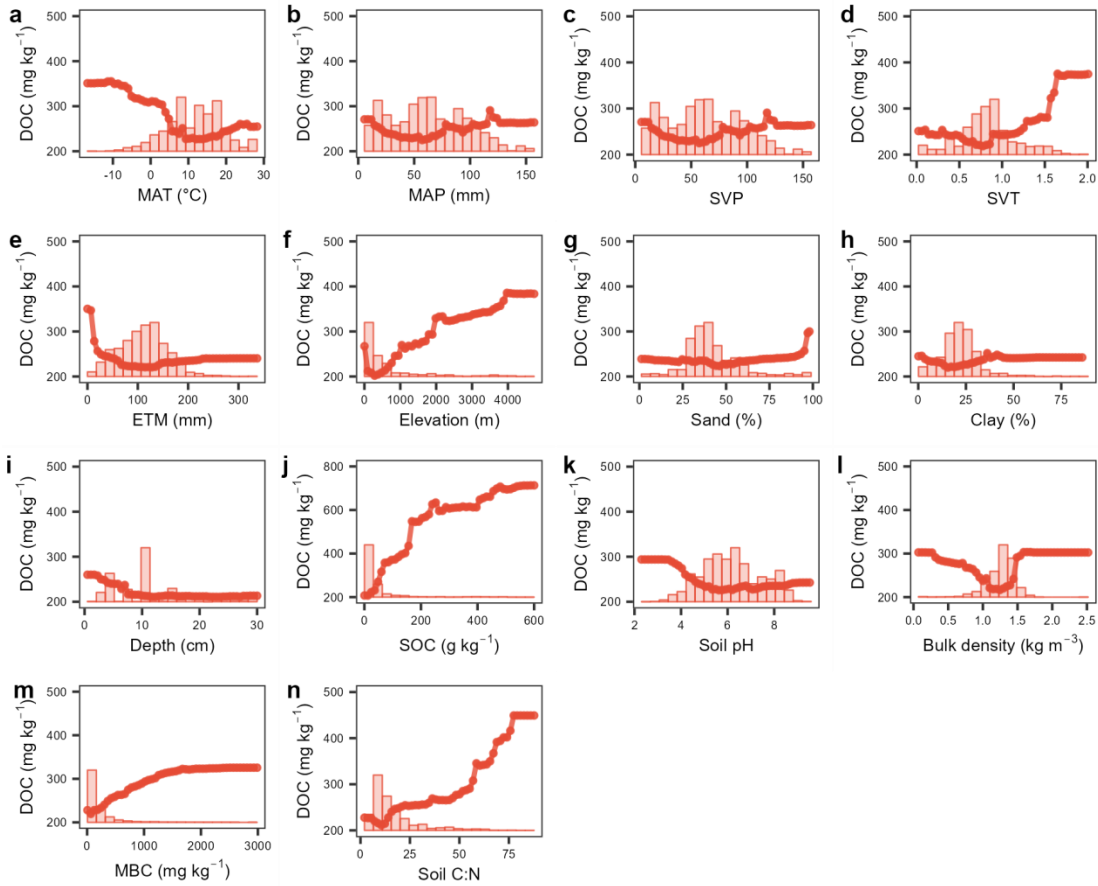 a
b
c
d
500
400
300
200
DOC (mg kg⁻¹)
-10
0
10
20
30
MAT (°C)
500
400
300
200
DOC (mg kg⁻¹)
0
50
100
150
MAP (mm)
500
400
300
200
DOC (mg kg⁻¹)
0
50
100
150
SVP
500
400
300
200
DOC (mg kg⁻¹)
0.0
0.5
1.0
1.5
2.0
SVT
e
f
g
h
500
400
300
200
DOC (mg kg⁻¹)
0
100
200
300
ETM (mm)
500
400
300
200
DOC (mg kg⁻¹)
0
1000
2000
3000
4000
Elevation (m)
500
400
300
200
DOC (mg kg⁻¹)
0
25
50
75
100
Sand (%)
500
400
300
200
DOC (mg kg⁻¹)
0
25
50
75
Clay (%)
i
j
k
l
500
400
300
200
DOC (mg kg⁻¹)
0
10
20
30
Depth (cm)
800
600
400
200
DOC (mg kg⁻¹)
0
200
400
600
SOC (g kg⁻¹)
500
400
300
200
DOC (mg kg⁻¹)
2
4
6
8
Soil pH
500
400
300
200
DOC (mg kg⁻¹)
0.0
0.5
1.0
1.5
2.0
2.5
Bulk density (kg m⁻³)
m
n
500
400
300
200
DOC (mg kg⁻¹)
0
1000
2000
3000
MBC (mg kg⁻¹)
500
400
300
200
DOC (mg kg⁻¹)
0
25
50
75
Soil C:N